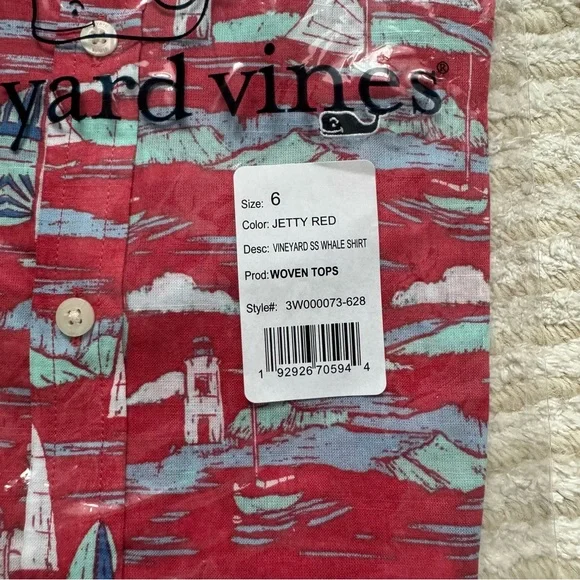 yard vines®
Size: 6
Color: JETTY RED
Desc: VINEYARD SS WHALE SHIRT
Prod: WOVEN TOPS
Style#: 3W000073-628
1 92926 70594 4